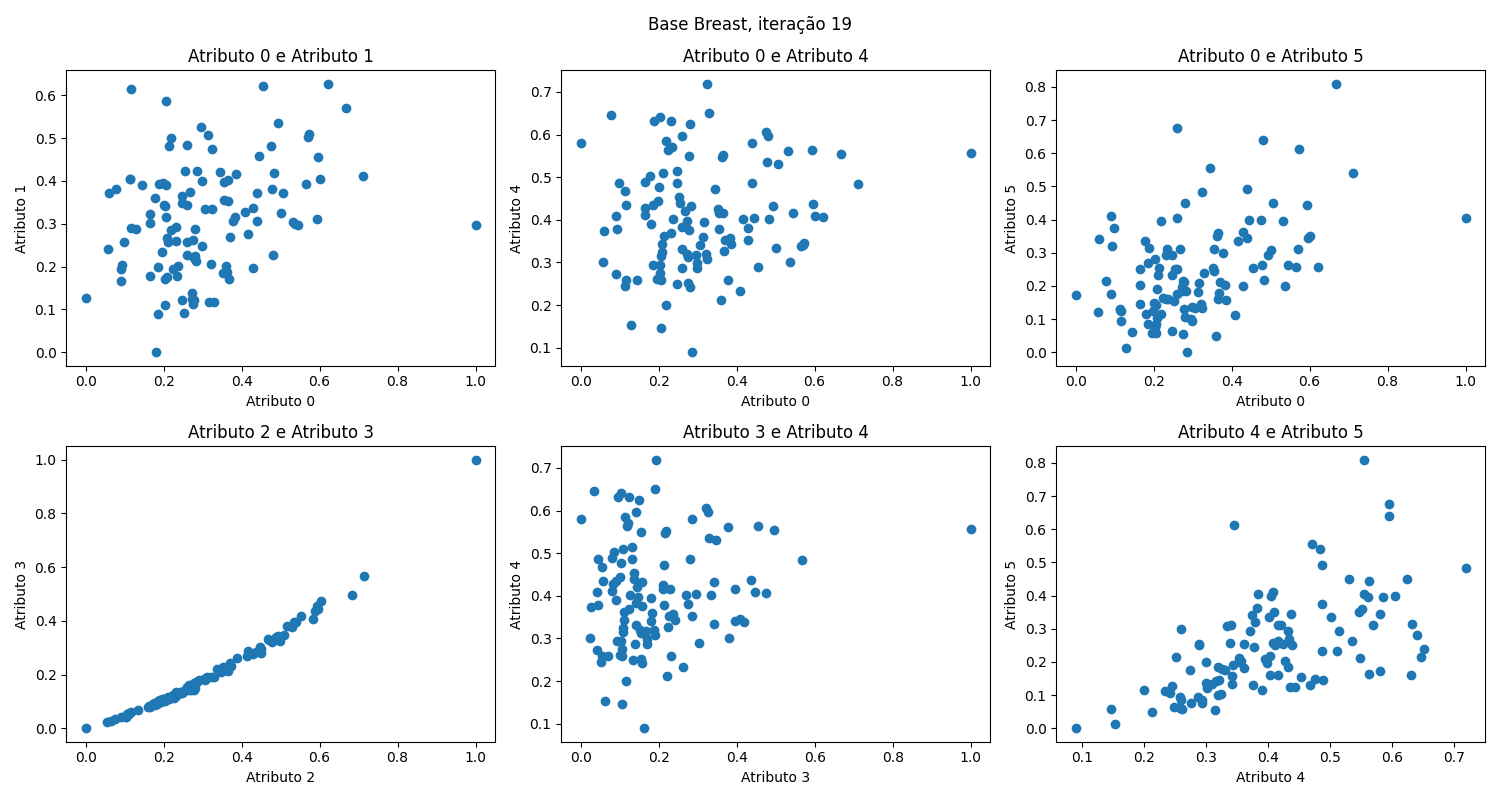 Base Breast, iteração 19
Atributo 0 e Atributo 1
Atributo 1
0.0 0.1 0.2 0.3 0.4 0.5 0.6
0.0 0.2 0.4 0.6 0.8 1.0
Atributo 0
Atributo 0 e Atributo 4
Atributo 4
0.1 0.2 0.3 0.4 0.5 0.6 0.7
0.0 0.2 0.4 0.6 0.8 1.0
Atributo 0
Atributo 0 e Atributo 5
Atributo 5
0.0 0.1 0.2 0.3 0.4 0.5 0.6 0.7 0.8
0.0 0.2 0.4 0.6 0.8 1.0
Atributo 0
Atributo 2 e Atributo 3
Atributo 3
0.0 0.2 0.4 0.6 0.8 1.0
0.0 0.2 0.4 0.6 0.8 1.0
Atributo 2
Atributo 3 e Atributo 4
Atributo 4
0.1 0.2 0.3 0.4 0.5 0.6 0.7
0.0 0.2 0.4 0.6 0.8 1.0
Atributo 3
Atributo 4 e Atributo 5
Atributo 5
0.0 0.1 0.2 0.3 0.4 0.5 0.6 0.7 0.8
0.1 0.2 0.3 0.4 0.5 0.6 0.7
Atributo 4